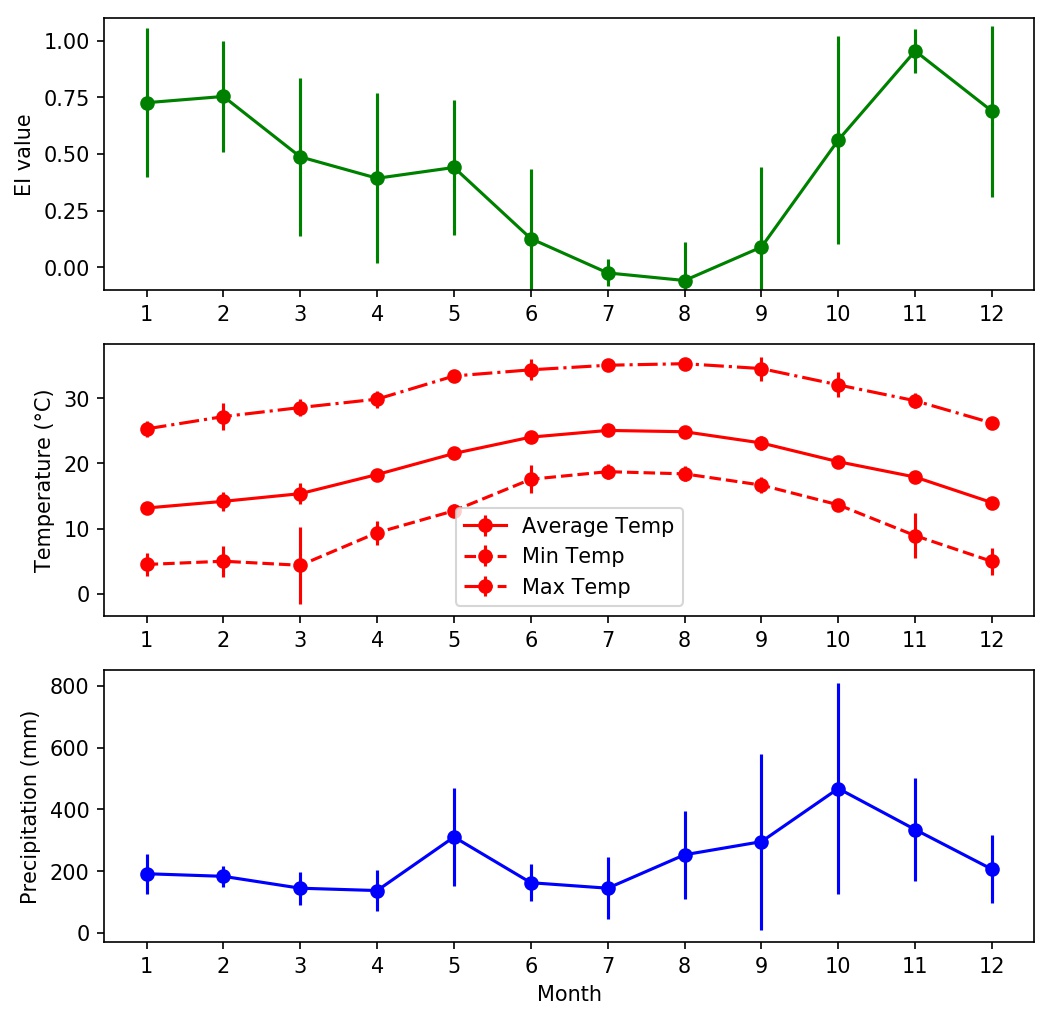 EI value
1.00
0.75
0.50
0.25
0.00
1 2 3 4 5 6 7 8 9 10 11 12
Temperature (°C)
30
20
10
0
Average Temp
Min Temp
Max Temp
1 2 3 4 5 6 7 8 9 10 11 12
Precipitation (mm)
800
600
400
200
0
1 2 3 4 5 6 7 8 9 10 11 12
Month